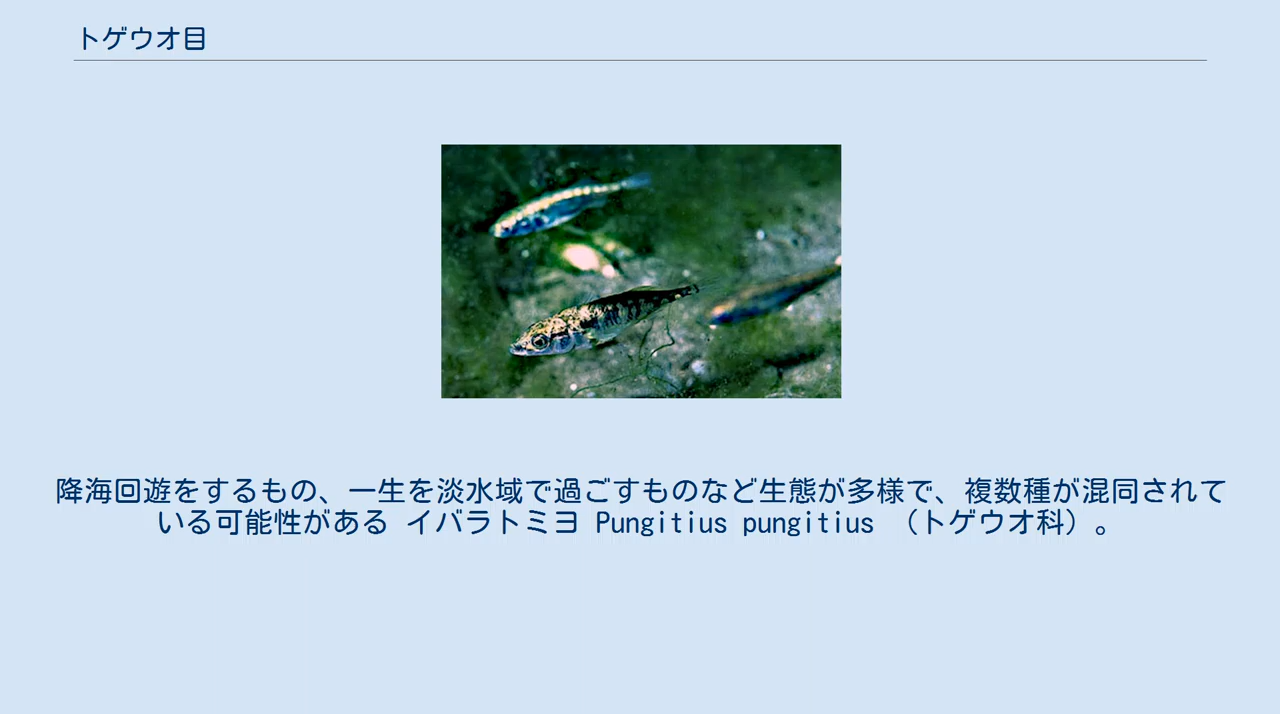 トゲウオ目
降海回遊をするもの、一生を淡水域で過ごすものなど生態が多様で、複数種が混同されて
いる可能性がある イバラトミヨ Pungitius pungitius （トゲウオ科）。